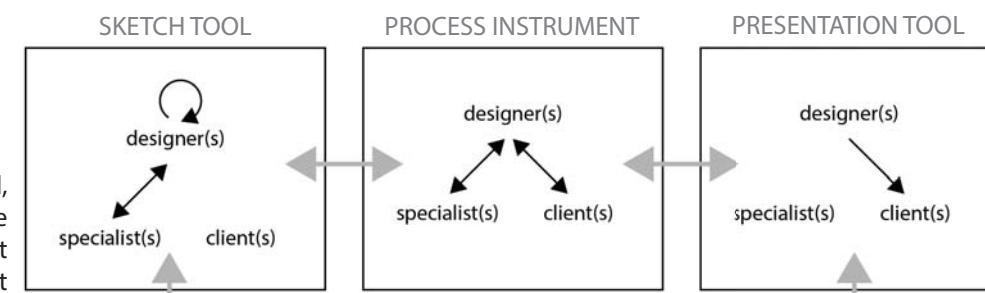 SKETCH TOOL
PROCESS INSTRUMENT
PRESENTATION TOOL
designer(s)
specialist(s) client(s)
designer(s)
specialist(s) client(s)
designer(s)
specialist(s) client(s)